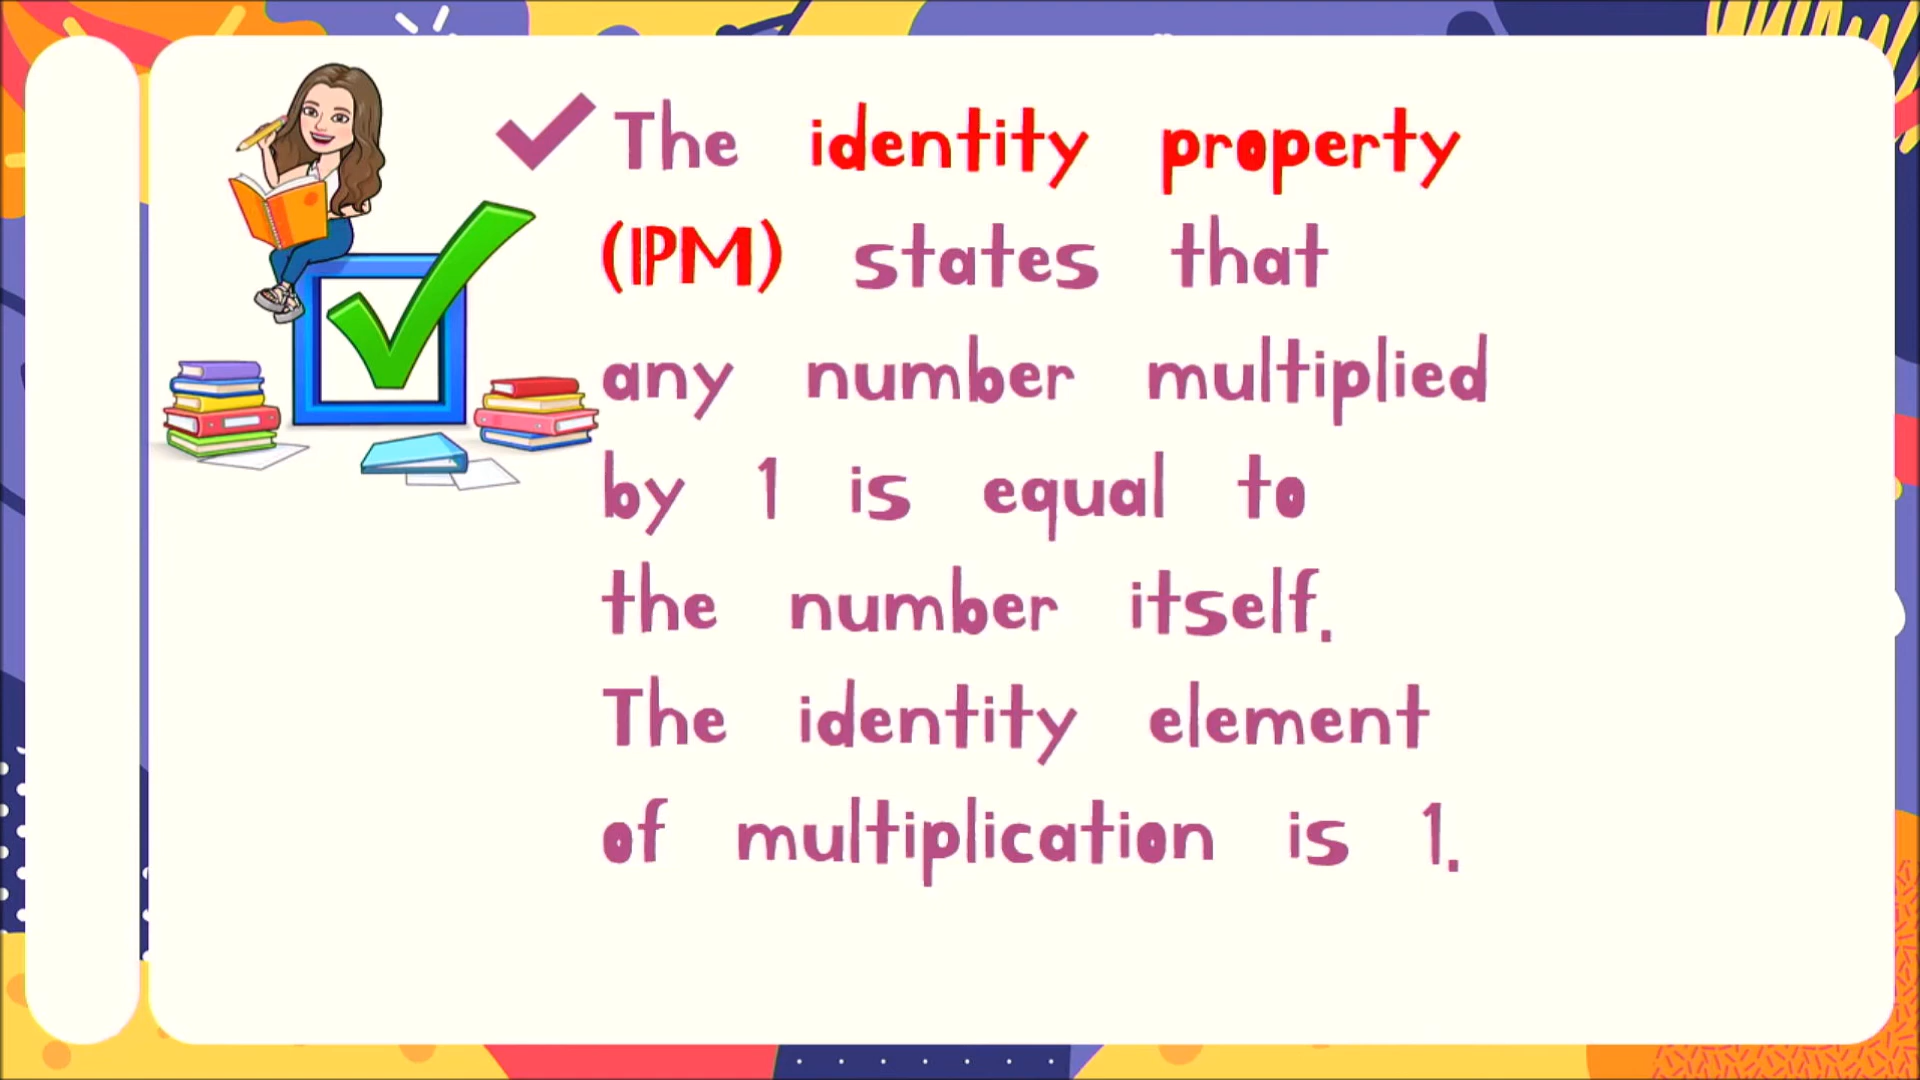 The identity property
(IPM) states that
any number multiplied
by 1 is equal to
the number itself.
The identity element
of multiplication is 1.